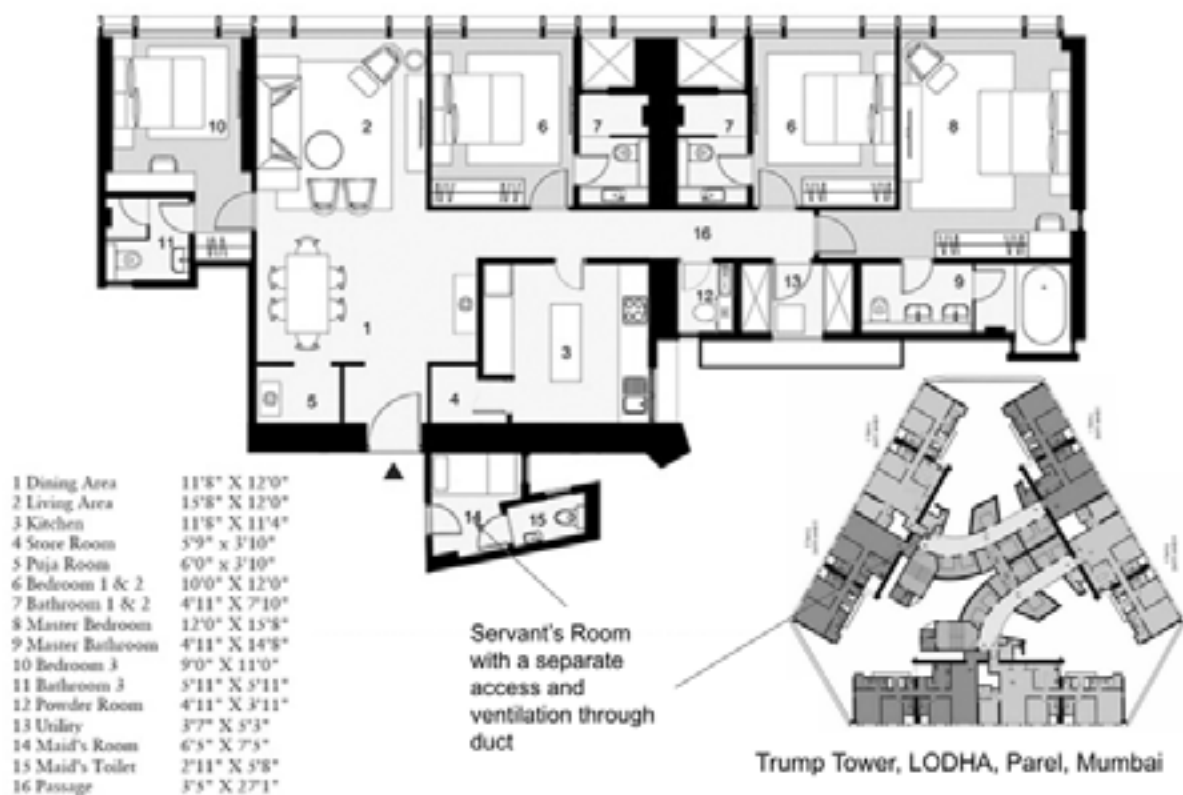 10
2
6
7
7
6
8
11
16
12
13
9
1
3
5
4
14
15
1 Dining Area 11'8" X 12'0"
2 Living Area 15'8" X 12'0"
3 Kitchen 11'8" X 11'4"
4 Store Room 5'9" x 3'10"
5 Puja Room 6'0" x 3'10"
6 Bedroom 1 & 2 10'0" X 12'0"
7 Bathroom 1 & 2 4'11" X 7'10"
8 Master Bedroom 12'0" X 15'8"
9 Master Bathroom 4'11" X 14'8"
10 Bedroom 3 9'0" X 11'0"
11 Bathroom 3 5'11" X 5'11"
12 Powder Room 4'11" X 3'11"
13 Utility 3'7" X 5'3"
14 Maid's Room 6'5" X 7'5"
15 Maid's Toilet 2'11" X 5'8"
16 Passage 3'5" X 27'1"
Servant's Room
with a separate
access and
ventilation through
duct
Trump Tower, LODHA, Parel, Mumbai